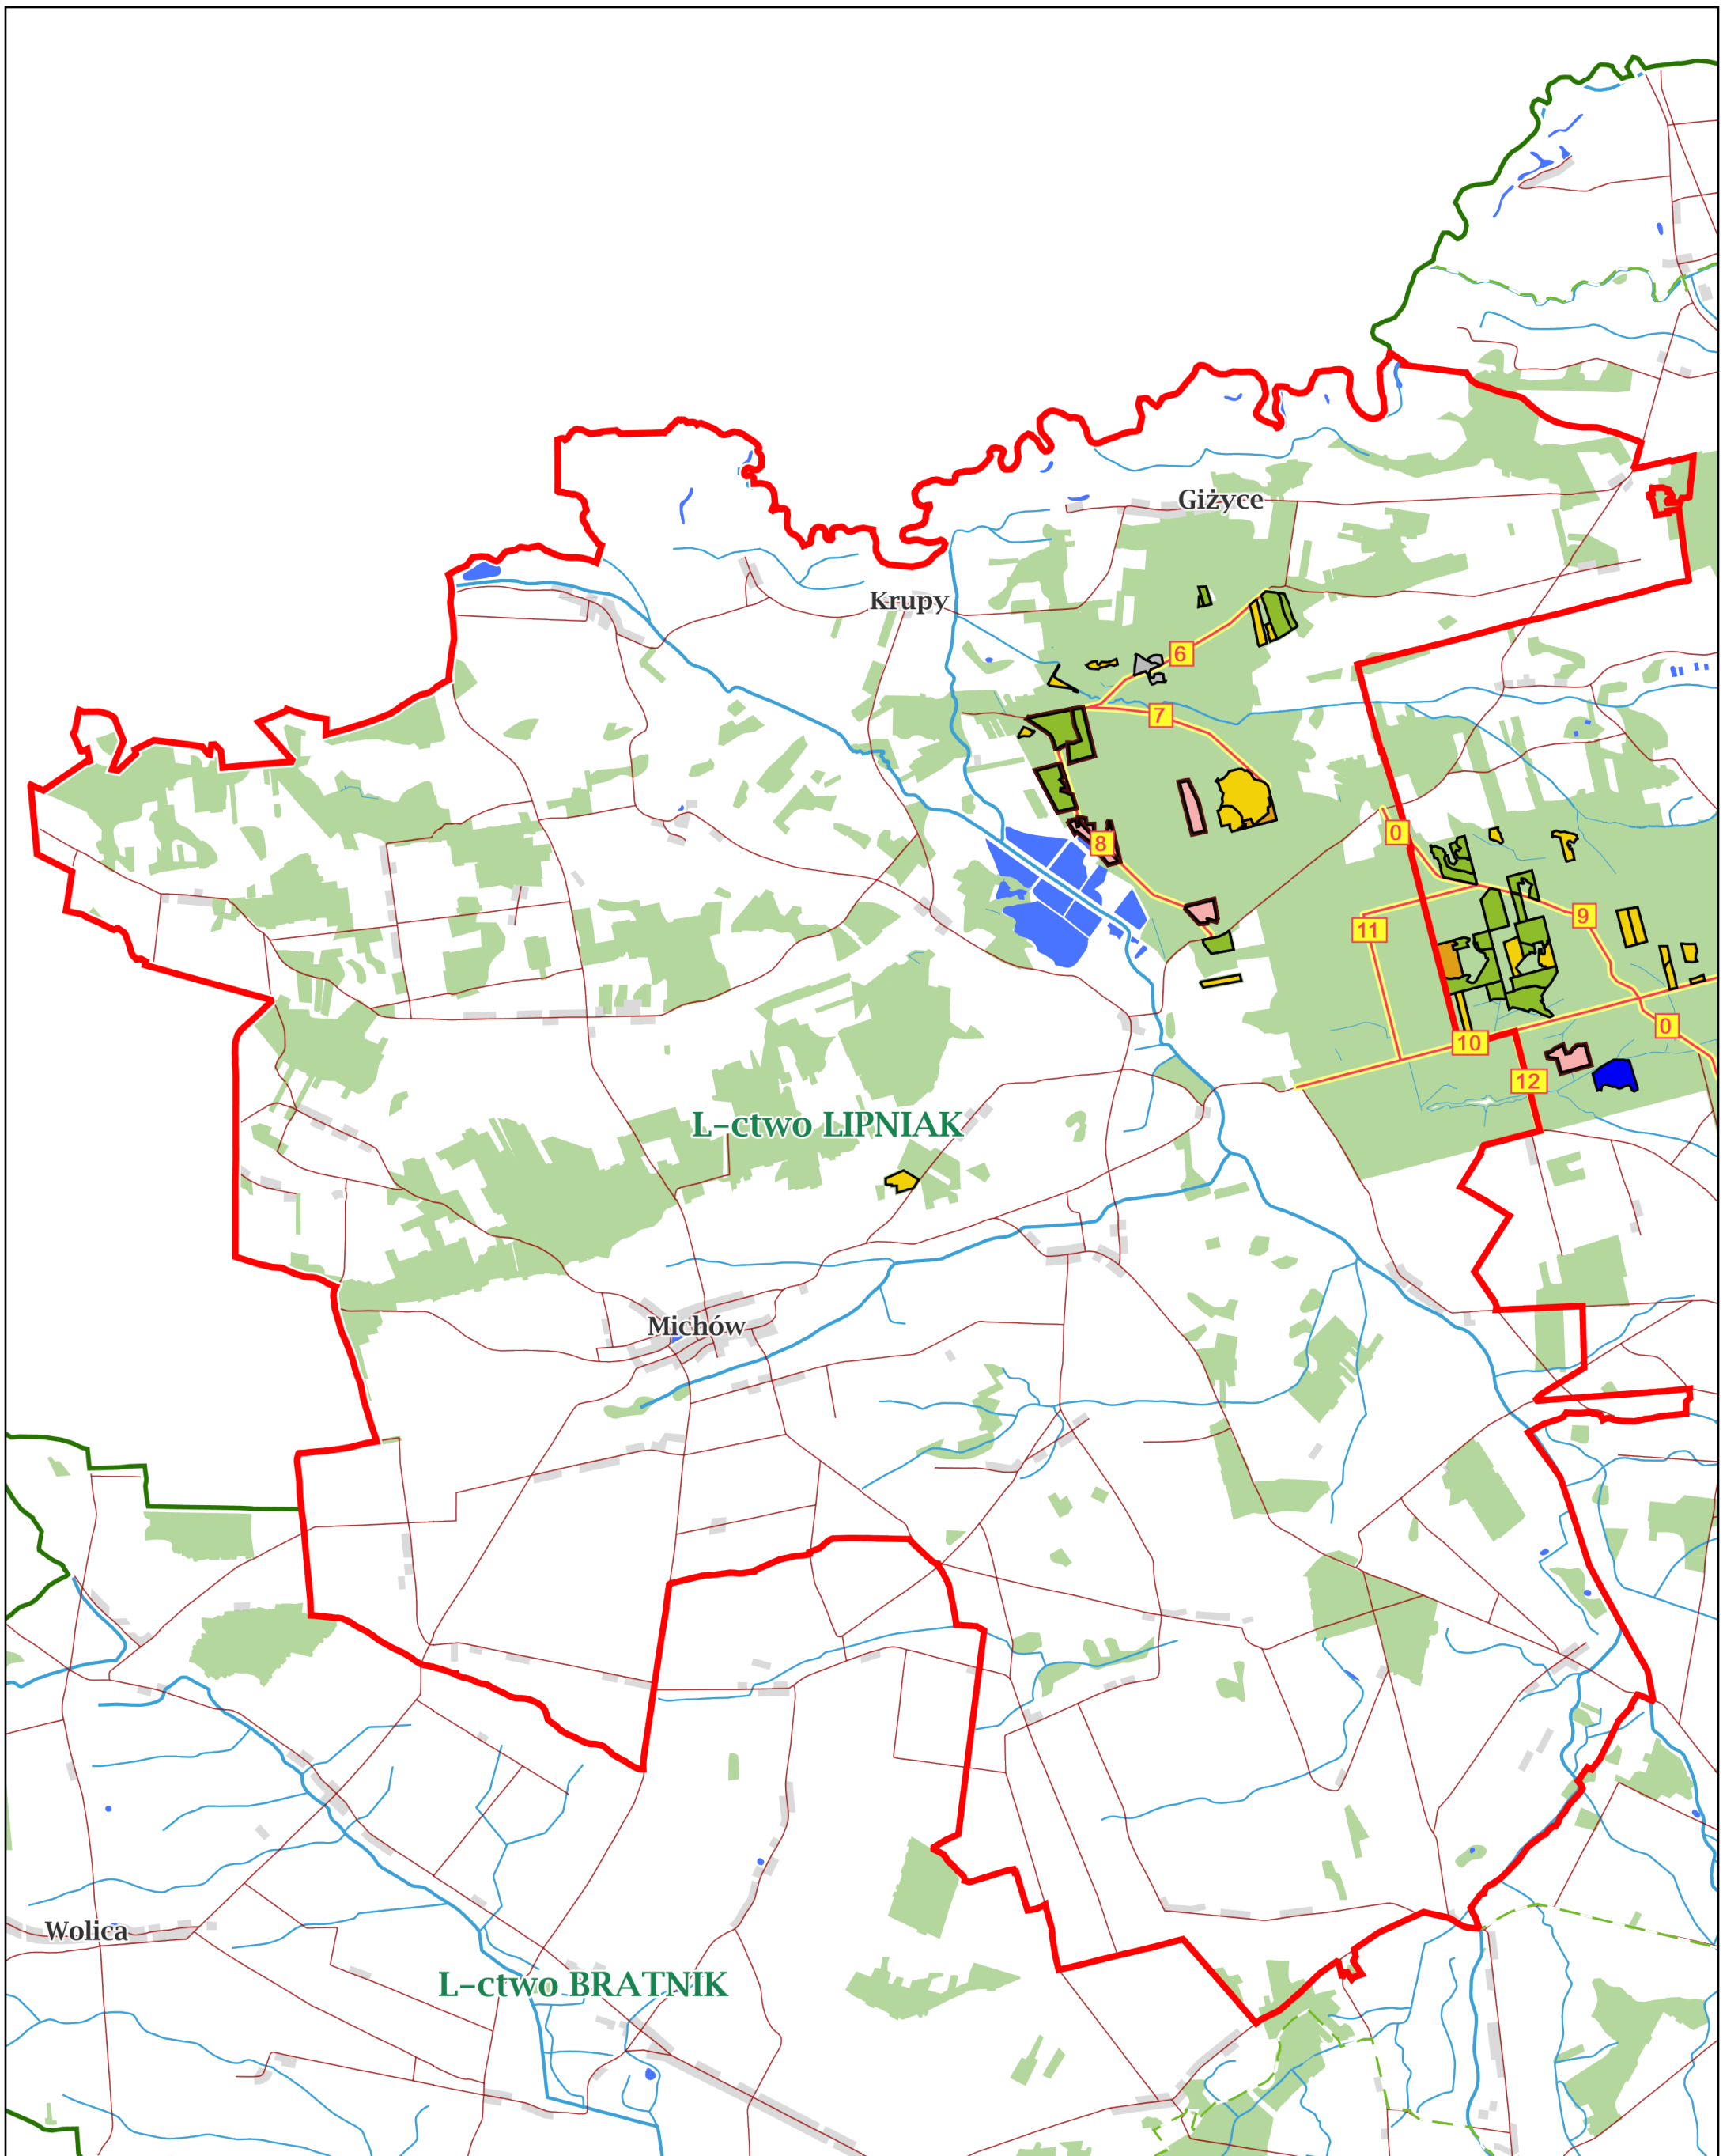 Giżyce
Krupy
6
7
0
8
9
11
0
10
12
L-ctwo LIPNIAK
Michów
Wolica
L-ctwo BRATNIK